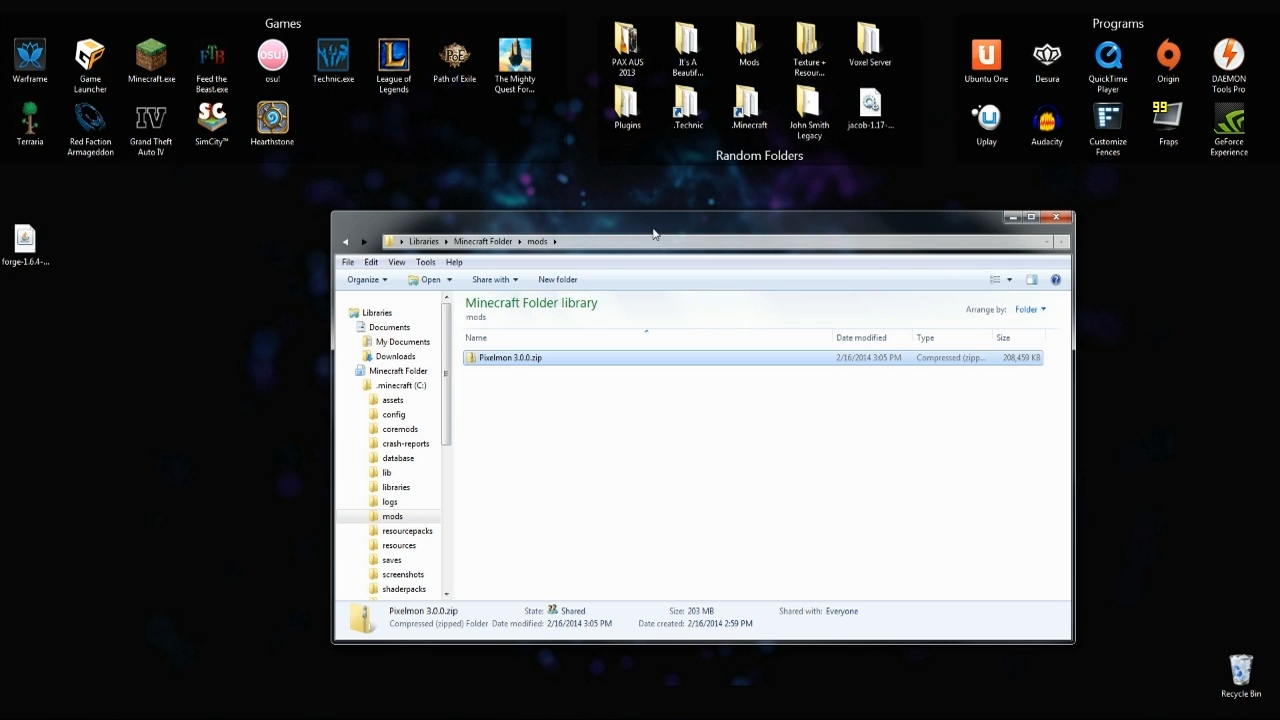 Games
Warframe
Game Launcher
Minecraft.exe
Feed the Beast.exe
osu!
osu!
Technic.exe
League of Legends
Path of Exile
The Mighty Quest For...
Terraria
Red Faction Armageddon
IV
Grand Theft Auto IV
SC
SimCity™
Hearthstone
PAX AUS 2013
It's A Beautif...
Mods
Texture + Resour...
Voxel Server
Plugins
.Technic
.Minecraft
John Smith Legacy
jacob-1.17-...
Random Folders
Programs
Ubuntu One
Desura
QuickTime Player
Origin
DAEMON Tools Pro
Uplay
Audacity
Customize Fences
99
Fraps
GeForce Experience
forge-1.6.4-...
Libraries
Minecraft Folder
mods
File Edit View Tools Help
Organize Open Share with New folder
Libraries
Documents
My Documents
Downloads
Minecraft Folder
.minecraft (C:)
assets
config
coremods
crash-reports
database
lib
libraries
logs
mods
resourcepacks
resources
saves
screenshots
shaderpacks
Minecraft Folder library
mods
Arrange by: Folder
Name Date modified Type Size
Pixelmon 3.0.0.zip 2/16/2014 3:05 PM Compressed (zipp... 208,459 KB
Pixelmon 3.0.0.zip State: Shared Size: 203 MB Shared with: Everyone
Compressed (zipped) Folder Date modified: 2/16/2014 3:05 PM Date created: 2/16/2014 2:59 PM
Recycle Bin